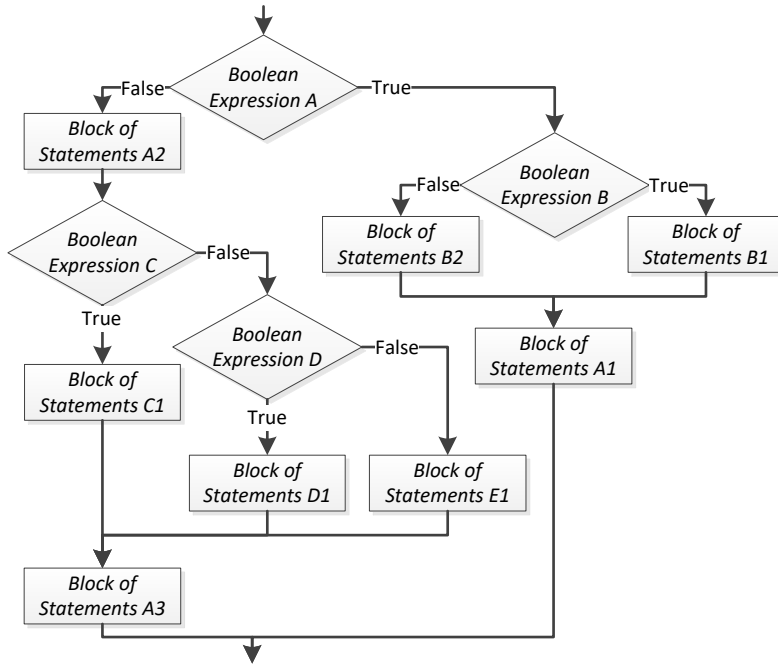 Boolean
Expression A
False
True
Block of
Statements A2
Boolean
Expression B
False
True
Block of
Statements B2
Block of
Statements B1
Boolean
Expression C
False
True
Boolean
Expression D
False
True
Block of
Statements A1
Block of
Statements C1
Block of
Statements D1
Block of
Statements E1
Block of
Statements A3